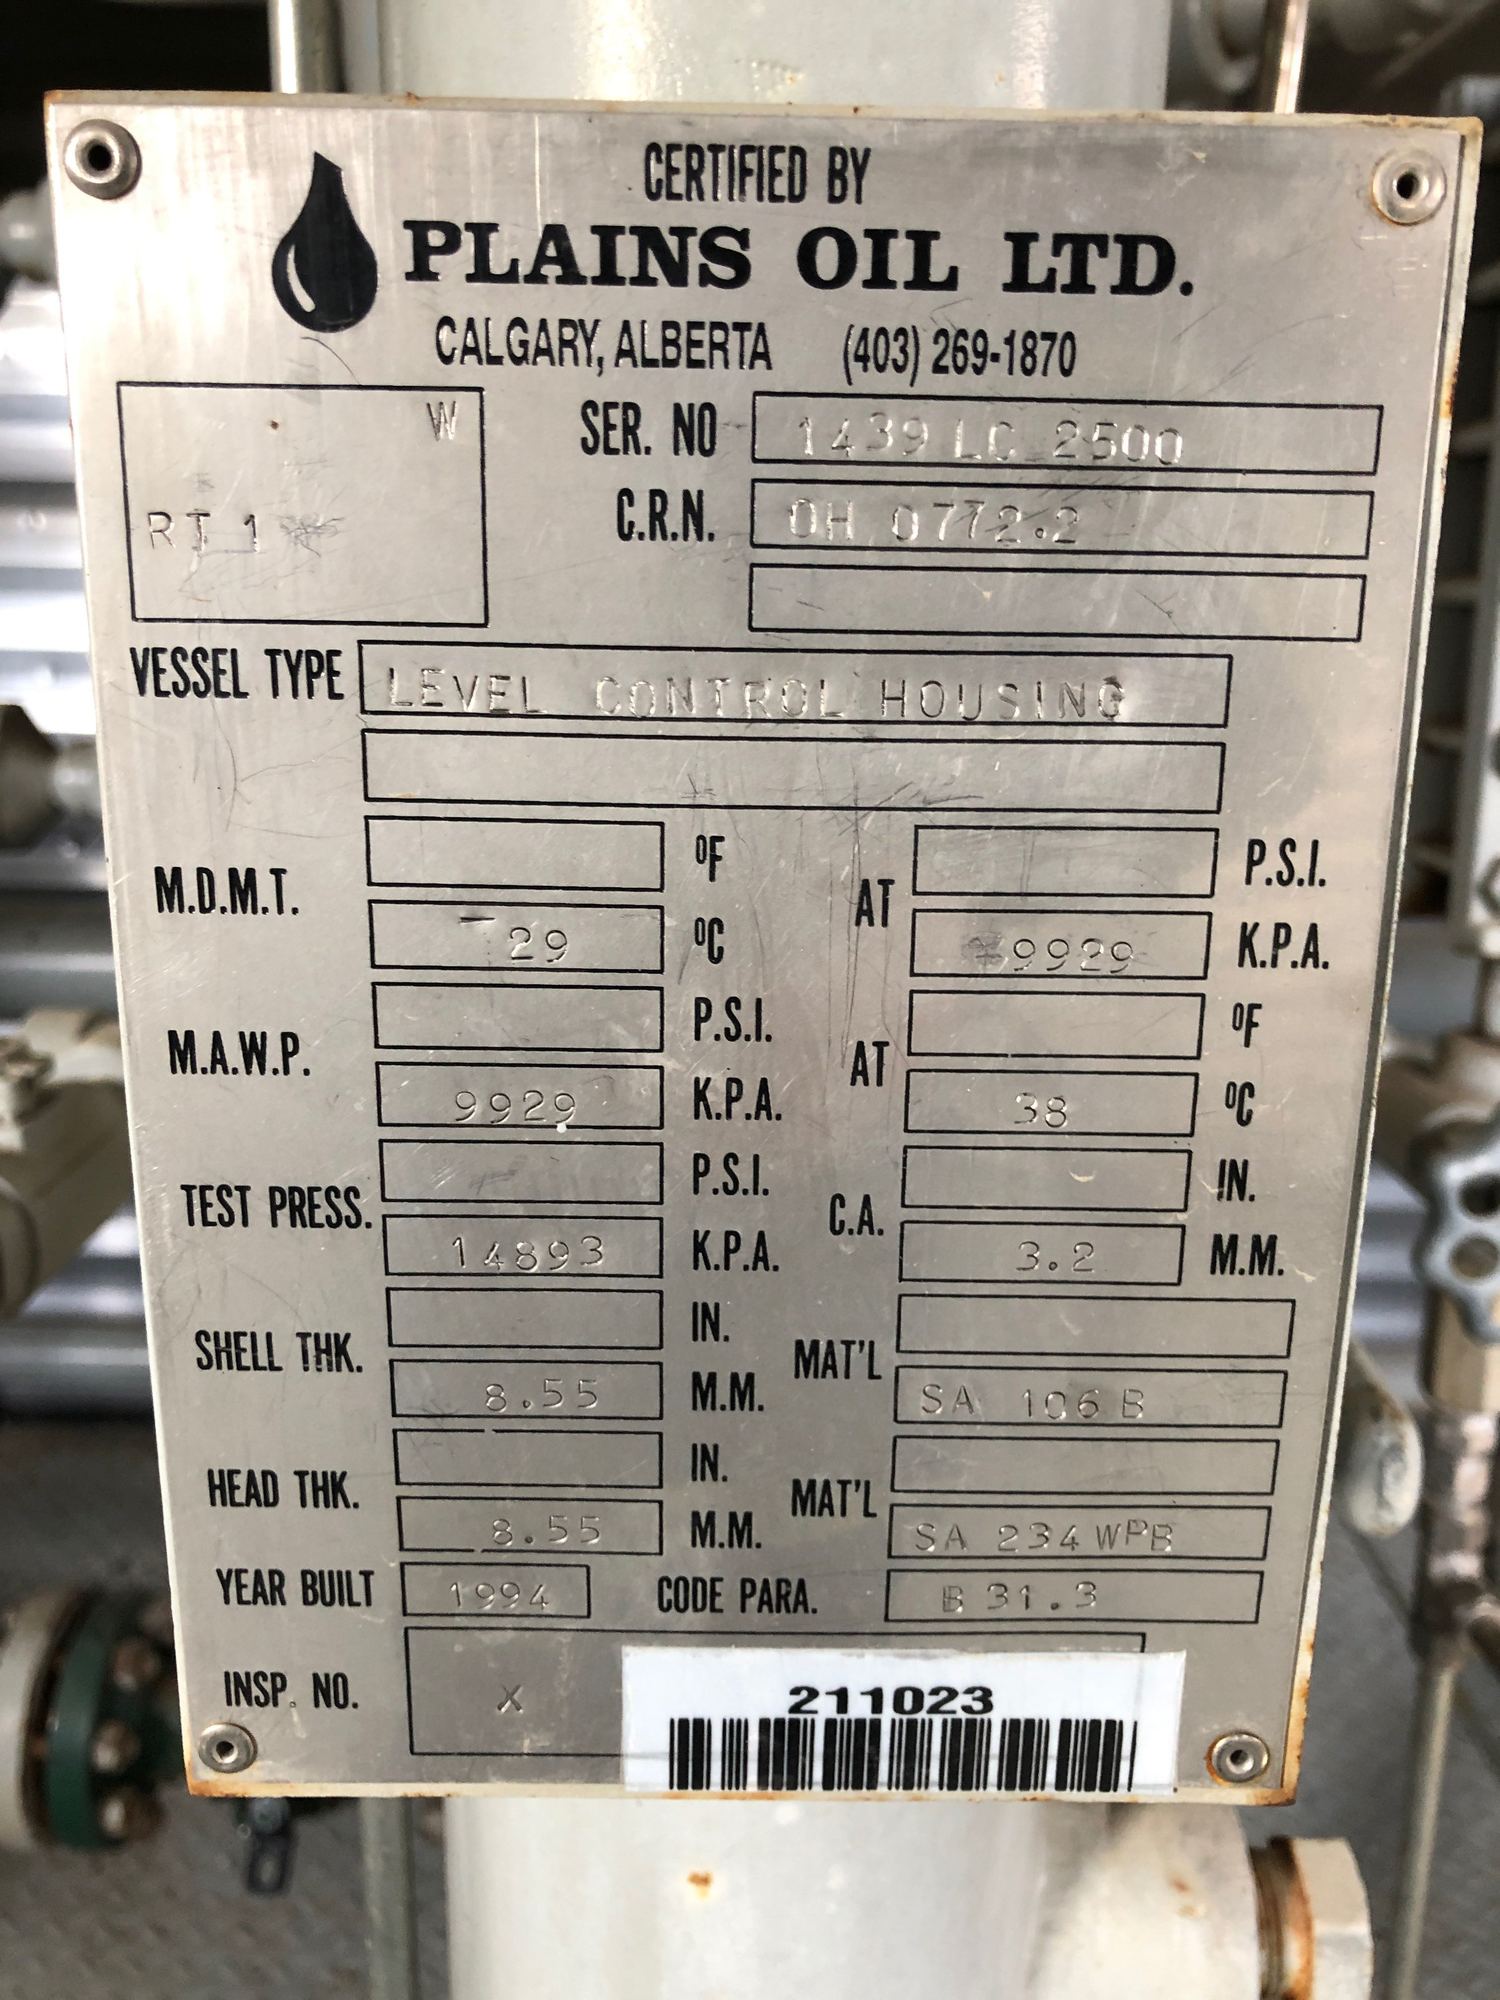 CERTIFIED BY
PLAINS OIL LTD.
CALGARY, ALBERTA (403) 269-1870
W
RT 1
SER. NO 1439 LC 2500
C.R.N. OH 0772.2
VESSEL TYPE LEVEL CONTROL HOUSING
M.D.M.T. °F AT P.S.I.
-29 °C 9929 K.P.A.
M.A.W.P. P.S.I. AT °F
9929 K.P.A. 38 °C
TEST PRESS. P.S.I. C.A. IN.
14893 K.P.A. 3.2 M.M.
SHELL THK. IN. MAT'L
8.55 M.M. SA 106 B
HEAD THK. IN. MAT'L
8.55 M.M. SA 234 WPB
YEAR BUILT 1994 CODE PARA. B 31.3
INSP. NO. X
211023